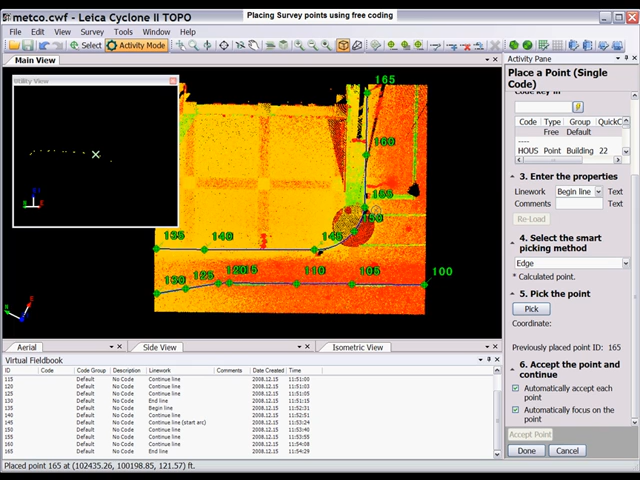 metco.cwf - Leica Cyclone II TOPO
Placing Survey points using free coding
File Edit View Survey Tools Window Help
Select Activity Mode
Main View
Activity Pane
Utility View
Place a Point (Single Code)
Code Type Group QuickC
Free Default
----
HOUS Point Building 22
3. Enter the properties
Linework Begin line Text
Comments Text
Re-Load
4. Select the smart picking method
Edge
* Calculated point.
5. Pick the point
Pick
Coordinate:
Previously placed point ID: 165
6. Accept the point and continue
Automatically accept each point
Automatically focus on the point
Accept Point
Done Cancel
165
160
155
150
135 140 145
130 125 120 115 110 105 100
Aerial Side View Isometric View
Virtual Fieldbook
ID Code Code Group Description Linework Comments Date Created Time
115 Default No Code Continue line 2008.12.15 11:51:00
120 Default No Code Continue line 2008.12.15 11:51:03
125 Default No Code Continue line 2008.12.15 11:51:05
130 Default No Code End line 2008.12.15 11:51:15
135 Default No Code Begin line 2008.12.15 11:52:31
140 Default No Code Continue line 2008.12.15 11:52:51
145 Default No Code Continue line (start arc) 2008.12.15 11:53:24
150 Default No Code Continue line 2008.12.15 11:53:40
155 Default No Code Continue line 2008.12.15 11:53:55
160 Default No Code End line 2008.12.15 11:54:08
165 Default No Code Continue line 2008.12.15 11:54:29
Placed point 165 at (102435.26, 100198.85, 121.57) ft.